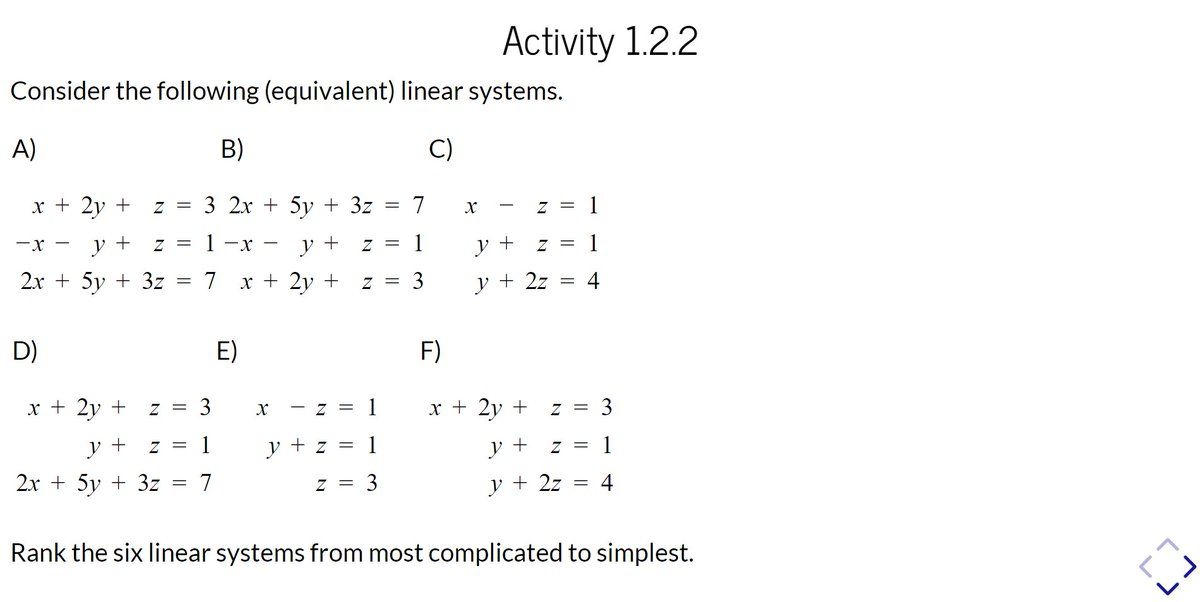 Activity 1.2.2
Consider the following (equivalent) linear systems.
A) B) C)
x + 2y + z = 3 2x + 5y + 3z = 7 x − z = 1
−x − y + z = 1 −x − y + z = 1 y + z = 1
2x + 5y + 3z = 7 x + 2y + z = 3 y + 2z = 4
D) E) F)
x + 2y + z = 3 x − z = 1 x + 2y + z = 3
y + z = 1 y + z = 1 y + z = 1
2x + 5y + 3z = 7 z = 3 y + 2z = 4
Rank the six linear systems from most complicated to simplest.